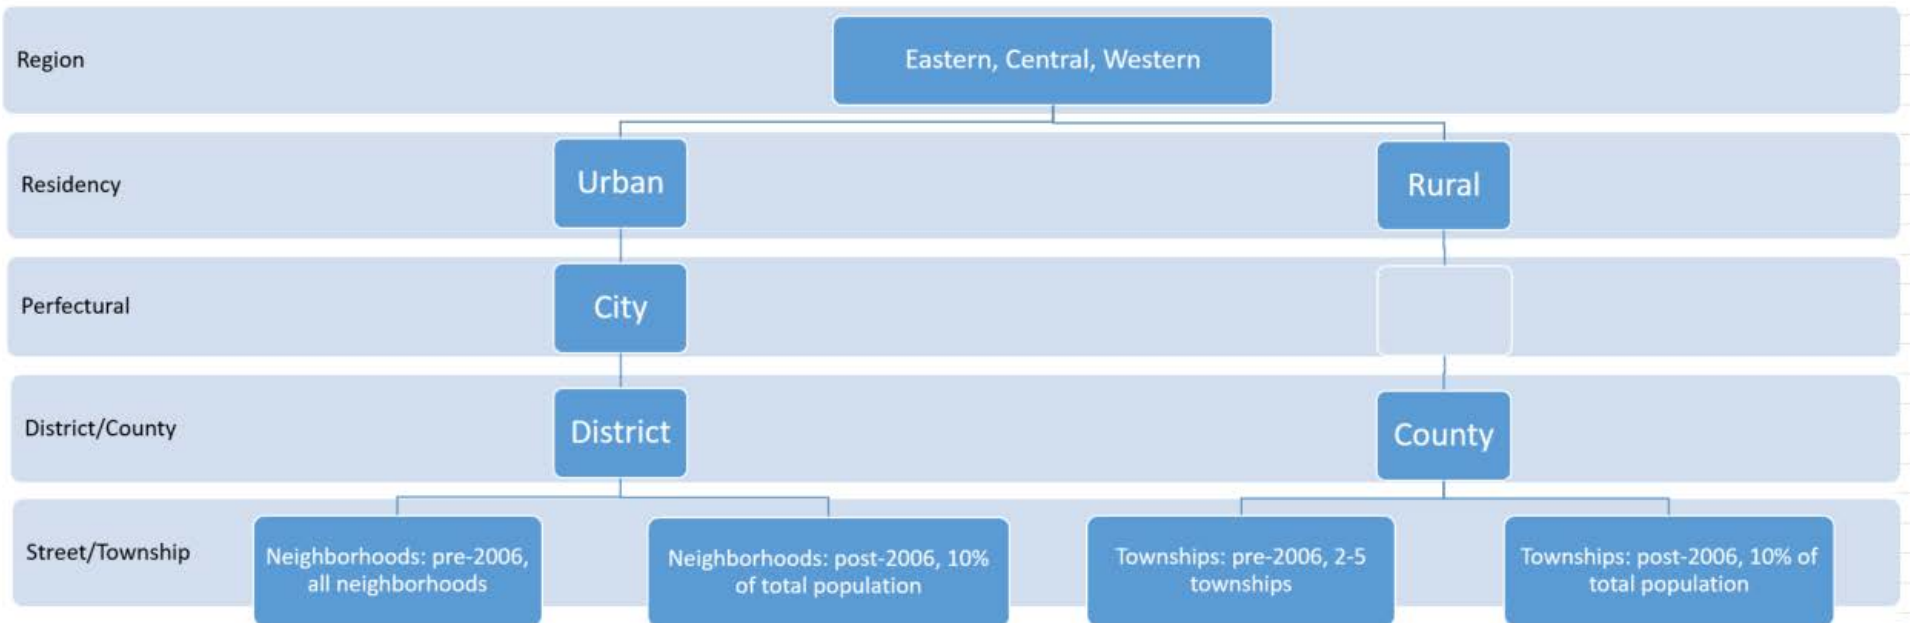 Region
Eastern, Central, Western
Residency
Urban
Rural
Perfectural
City
District/County
District
County
Street/Township
Neighborhoods: pre-2006,
all neighborhoods
Neighborhoods: post-2006, 10%
of total population
Townships: pre-2006, 2-5
townships
Townships: post-2006, 10% of
total population